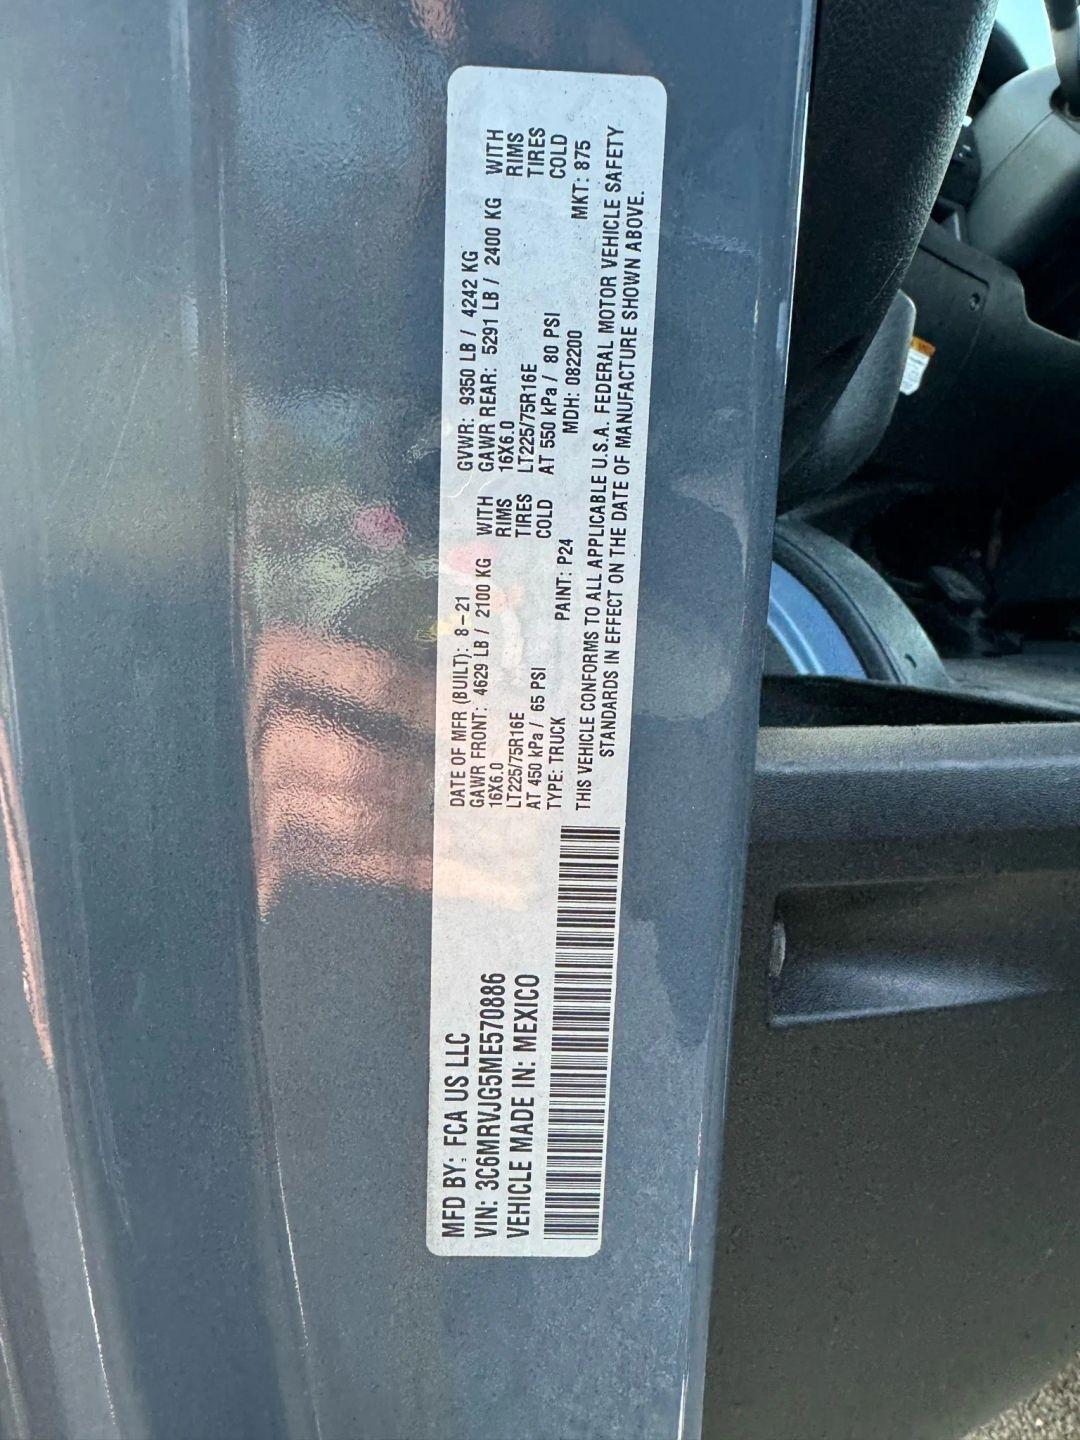 MFD BY: FCA US LLC
VIN: 3C6MRVJG5ME570886
VEHICLE MADE IN: MEXICO
DATE OF MFR (BUILT): 8-21 GVWR: 9350 LB / 4242 KG
GAWR FRONT: 4629 LB / 2100 KG WITH GAWR REAR: 5291 LB / 2400 KG WITH
16X6.0 RIMS 16X6.0 RIMS
LT225/75R16E TIRES LT225/75R16E TIRES
AT 450 kPa / 65 PSI COLD AT 550 kPa / 80 PSI COLD
TYPE: TRUCK PAINT: P24 MDH: 082200 MKT: 875
THIS VEHICLE CONFORMS TO ALL APPLICABLE U.S.A. FEDERAL MOTOR VEHICLE SAFETY
STANDARDS IN EFFECT ON THE DATE OF MANUFACTURE SHOWN ABOVE.